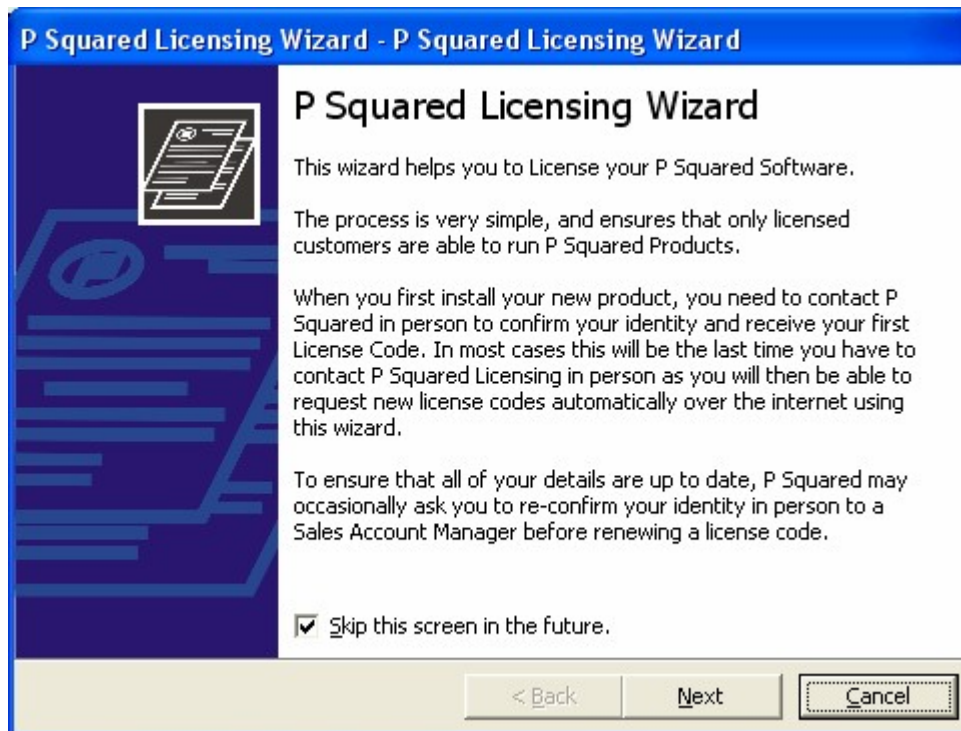 P Squared Licensing Wizard - P Squared Licensing Wizard
P Squared Licensing Wizard
This wizard helps you to License your P Squared Software.
The process is very simple, and ensures that only licensed
customers are able to run P Squared Products.
When you first install your new product, you need to contact P
Squared in person to confirm your identity and receive your first
License Code. In most cases this will be the last time you have to
contact P Squared Licensing in person as you will then be able to
request new license codes automatically over the internet using
this wizard.
To ensure that all of your details are up to date, P Squared may
occasionally ask you to re-confirm your identity in person to a
Sales Account Manager before renewing a license code.
Skip this screen in the future.
< Back Next Cancel